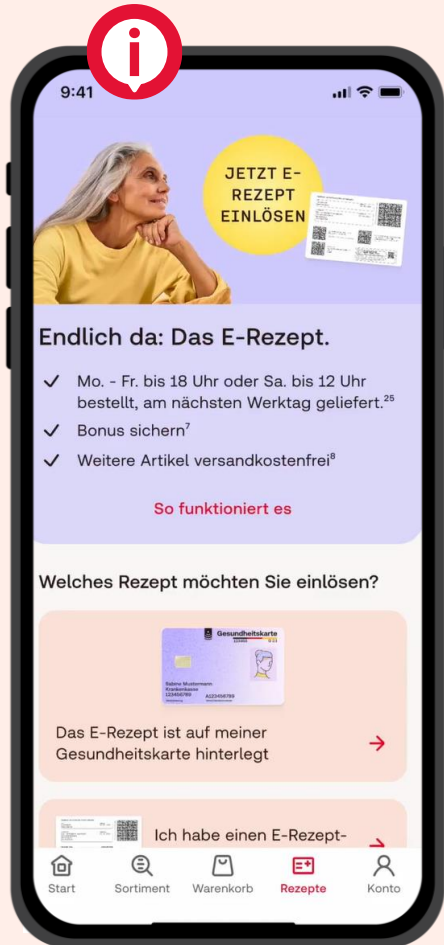 i
9:41
JETZT E-
REZEPT
EINLÖSEN
Endlich da: Das E-Rezept.
Mo. - Fr. bis 18 Uhr oder Sa. bis 12 Uhr
bestellt, am nächsten Werktag geliefert.²⁵
Bonus sichern⁷
Weitere Artikel versandkostenfrei⁸
So funktioniert es
Welches Rezept möchten Sie einlösen?
Gesundheitskarte
Das E-Rezept ist auf meiner
Gesundheitskarte hinterlegt
Ich habe einen E-Rezept-
Start Sortiment Warenkorb Rezepte Konto